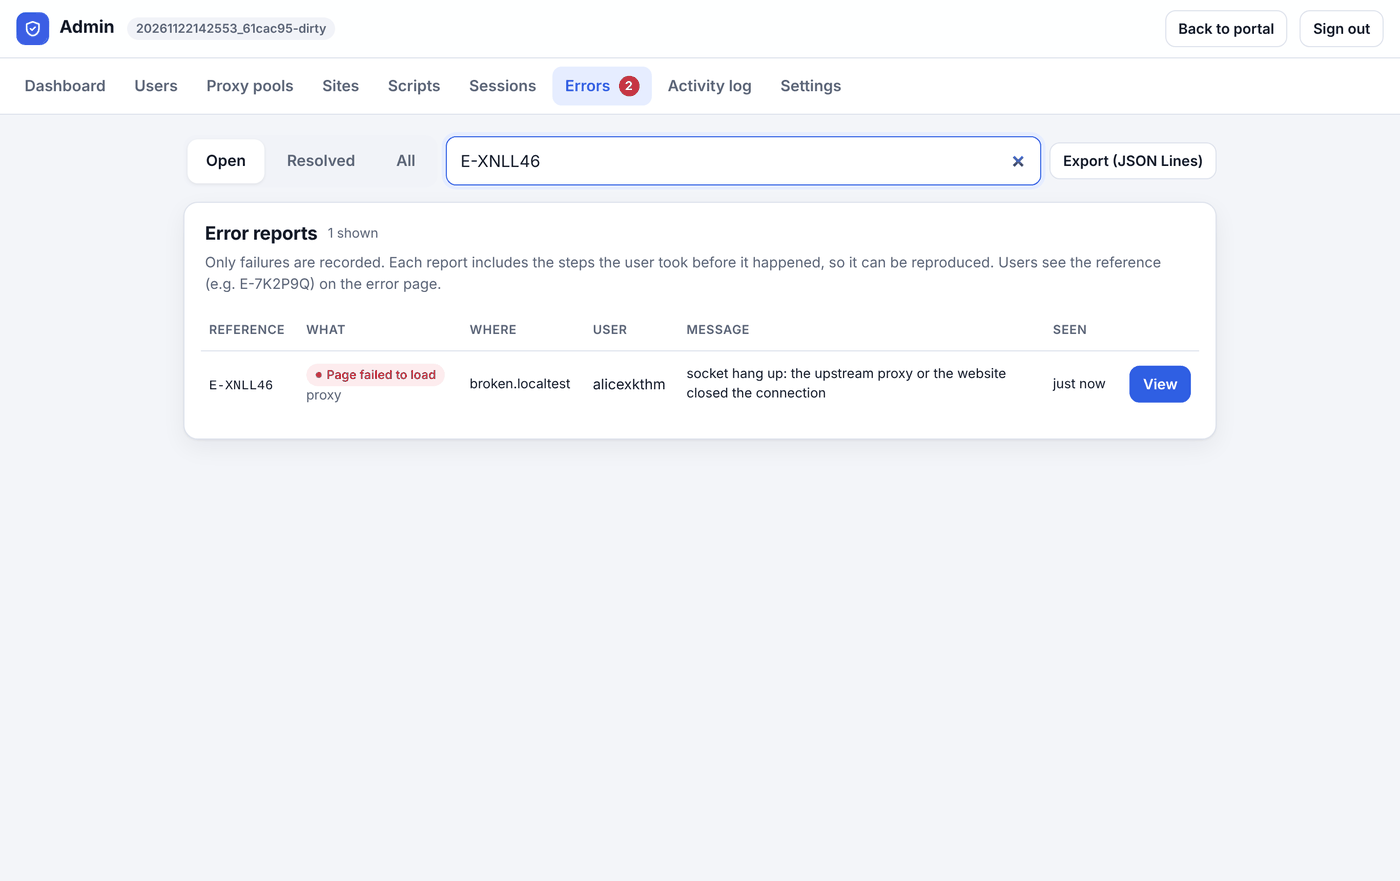 Admin
20261122142553_61cac95-dirty
Back to portal
Sign out
Dashboard
Users
Proxy pools
Sites
Scripts
Sessions
Errors 2
Activity log
Settings
Open
Resolved
All
E-XNLL46
Export (JSON Lines)
Error reports 1 shown
Only failures are recorded. Each report includes the steps the user took before it happened, so it can be reproduced. Users see the reference
(e.g. E-7K2P9Q) on the error page.
REFERENCE WHAT WHERE USER MESSAGE SEEN
E-XNLL46
Page failed to load
proxy
broken.localtest
alicexkthm
socket hang up: the upstream proxy or the website
closed the connection
just now
View